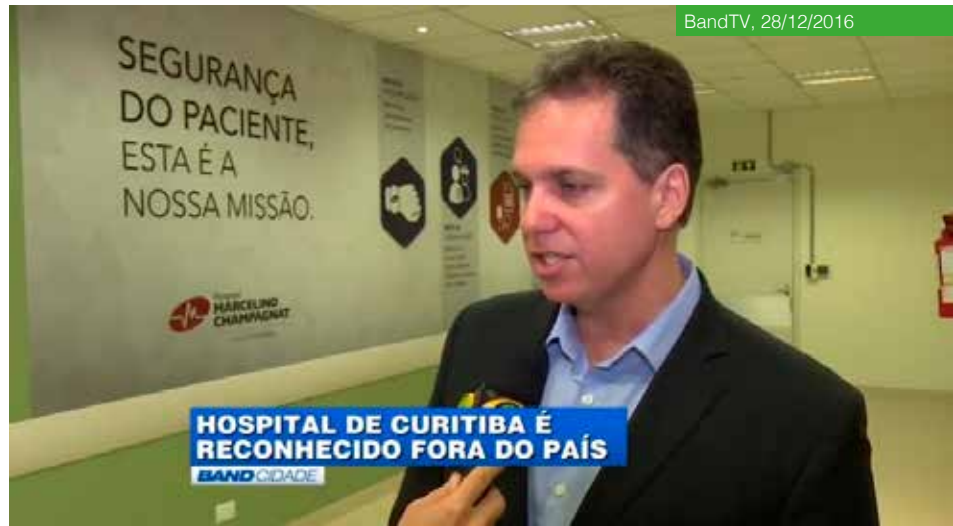 BandTV, 28/12/2016
SEGURANÇA
DO PACIENTE,
ESTA É A
NOSSA MISSÃO.
MARCELINO
CHAMPAGNAT
HOSPITAL DE CURITIBA É
RECONHECIDO FORA DO PAÍS
BAND CIDADE